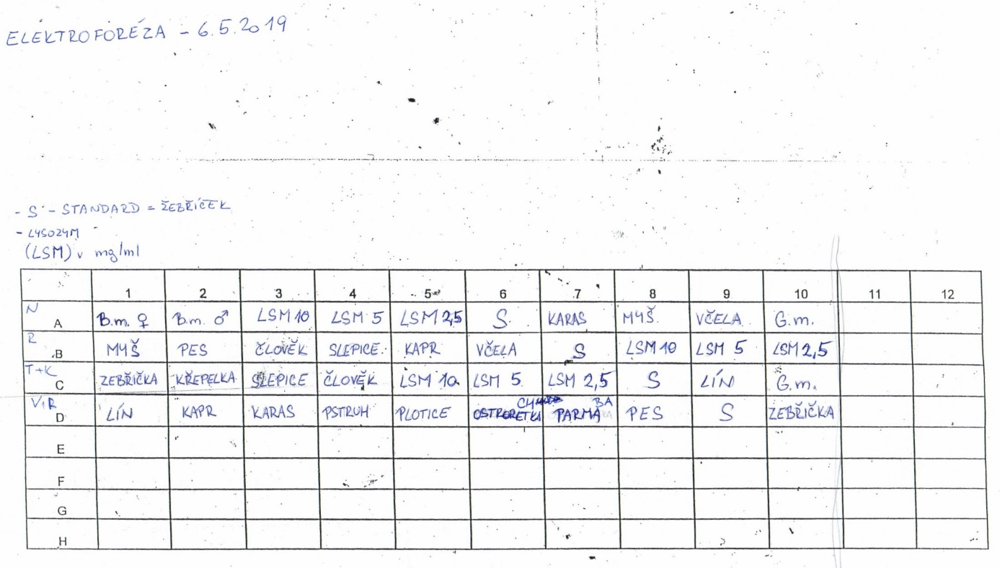 ELEKTROFORÉZA - 6.5.2019
- S - STANDARD = ŽEBŘÍČEK
- LYSOZYM
(LSM) v mg/ml
1 2 3 4 5 6 7 8 9 10 11 12
N A B.m. ♀ B.m. ♂ LSM 10 LSM 5 LSM 2,5 S KARAS MYŠ VČELA G.m.
R B MYŠ PES ČLOVĚK SLEPICE KAPR VČELA S LSM 10 LSM 5 LSM 2,5
T+K C ZEBŘIČKA KŘEPELKA SLEPICE ČLOVĚK LSM 10 LSM 5 LSM 2,5 S LÍN G.m.
V+R D LÍN KAPR KARAS PSTRUH PLOTICE OSTRORETKA PARMA PES S ZEBŘIČKA
E
F
G
H